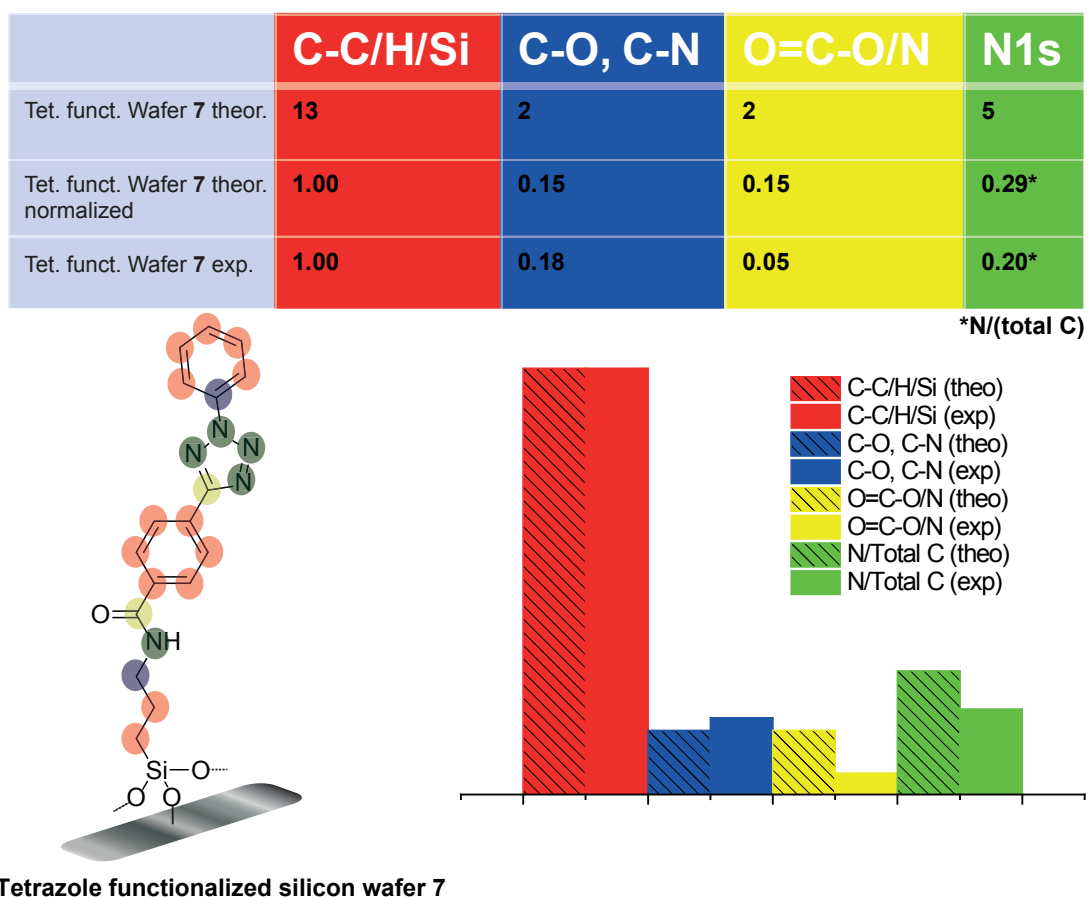 C-C/H/Si C-O, C-N O=C-O/N N1s
Tet. funct. Wafer 7 theor. 13 2 2 5
Tet. funct. Wafer 7 theor. normalized 1.00 0.15 0.15 0.29*
Tet. funct. Wafer 7 exp. 1.00 0.18 0.05 0.20*
*N/(total C)
C-C/H/Si (theo)
C-C/H/Si (exp)
C-O, C-N (theo)
C-O, C-N (exp)
O=C-O/N (theo)
O=C-O/N (exp)
N/Total C (theo)
N/Total C (exp)
N
N N
N
O
NH
Si O
O O
Tetrazole functionalized silicon wafer 7